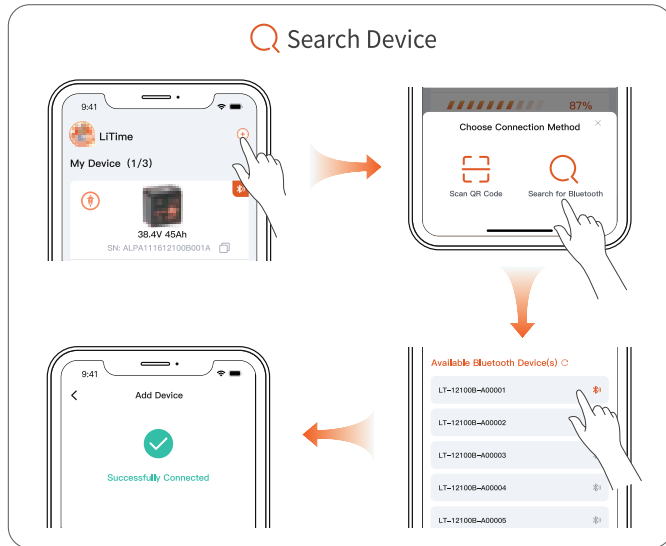 Search Device
9:41
LiTime
My Device (1/3)
38.4V 45Ah
SN: ALPA111612100B001A
87%
Choose Connection Method
Scan QR Code
Search for Bluetooth
Available Bluetooth Device(s)
LT-12100B-A00001
LT-12100B-A00002
LT-12100B-A00003
LT-12100B-A00004
LT-12100B-A00005
9:41
Add Device
Successfully Connected